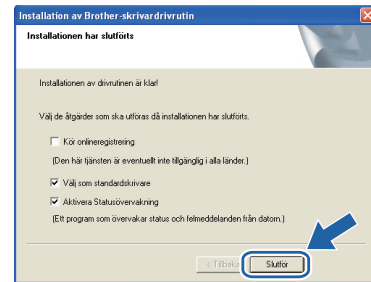 Installation av Brother-skrivardrivrutin
Installationen har slutförts
Installationen av drivrutinen är klar!
Välj de åtgärder som ska utföras då installationen har slutförts.
Kör onlineregistrering
(Den här tjänsten är eventuellt inte tillgänglig i alla länder.)
Välj som standardskrivare
Aktivera Statusövervakning
(Ett program som övervakar status och felmeddelanden från datorn.)
< Tillbaka
Slutför